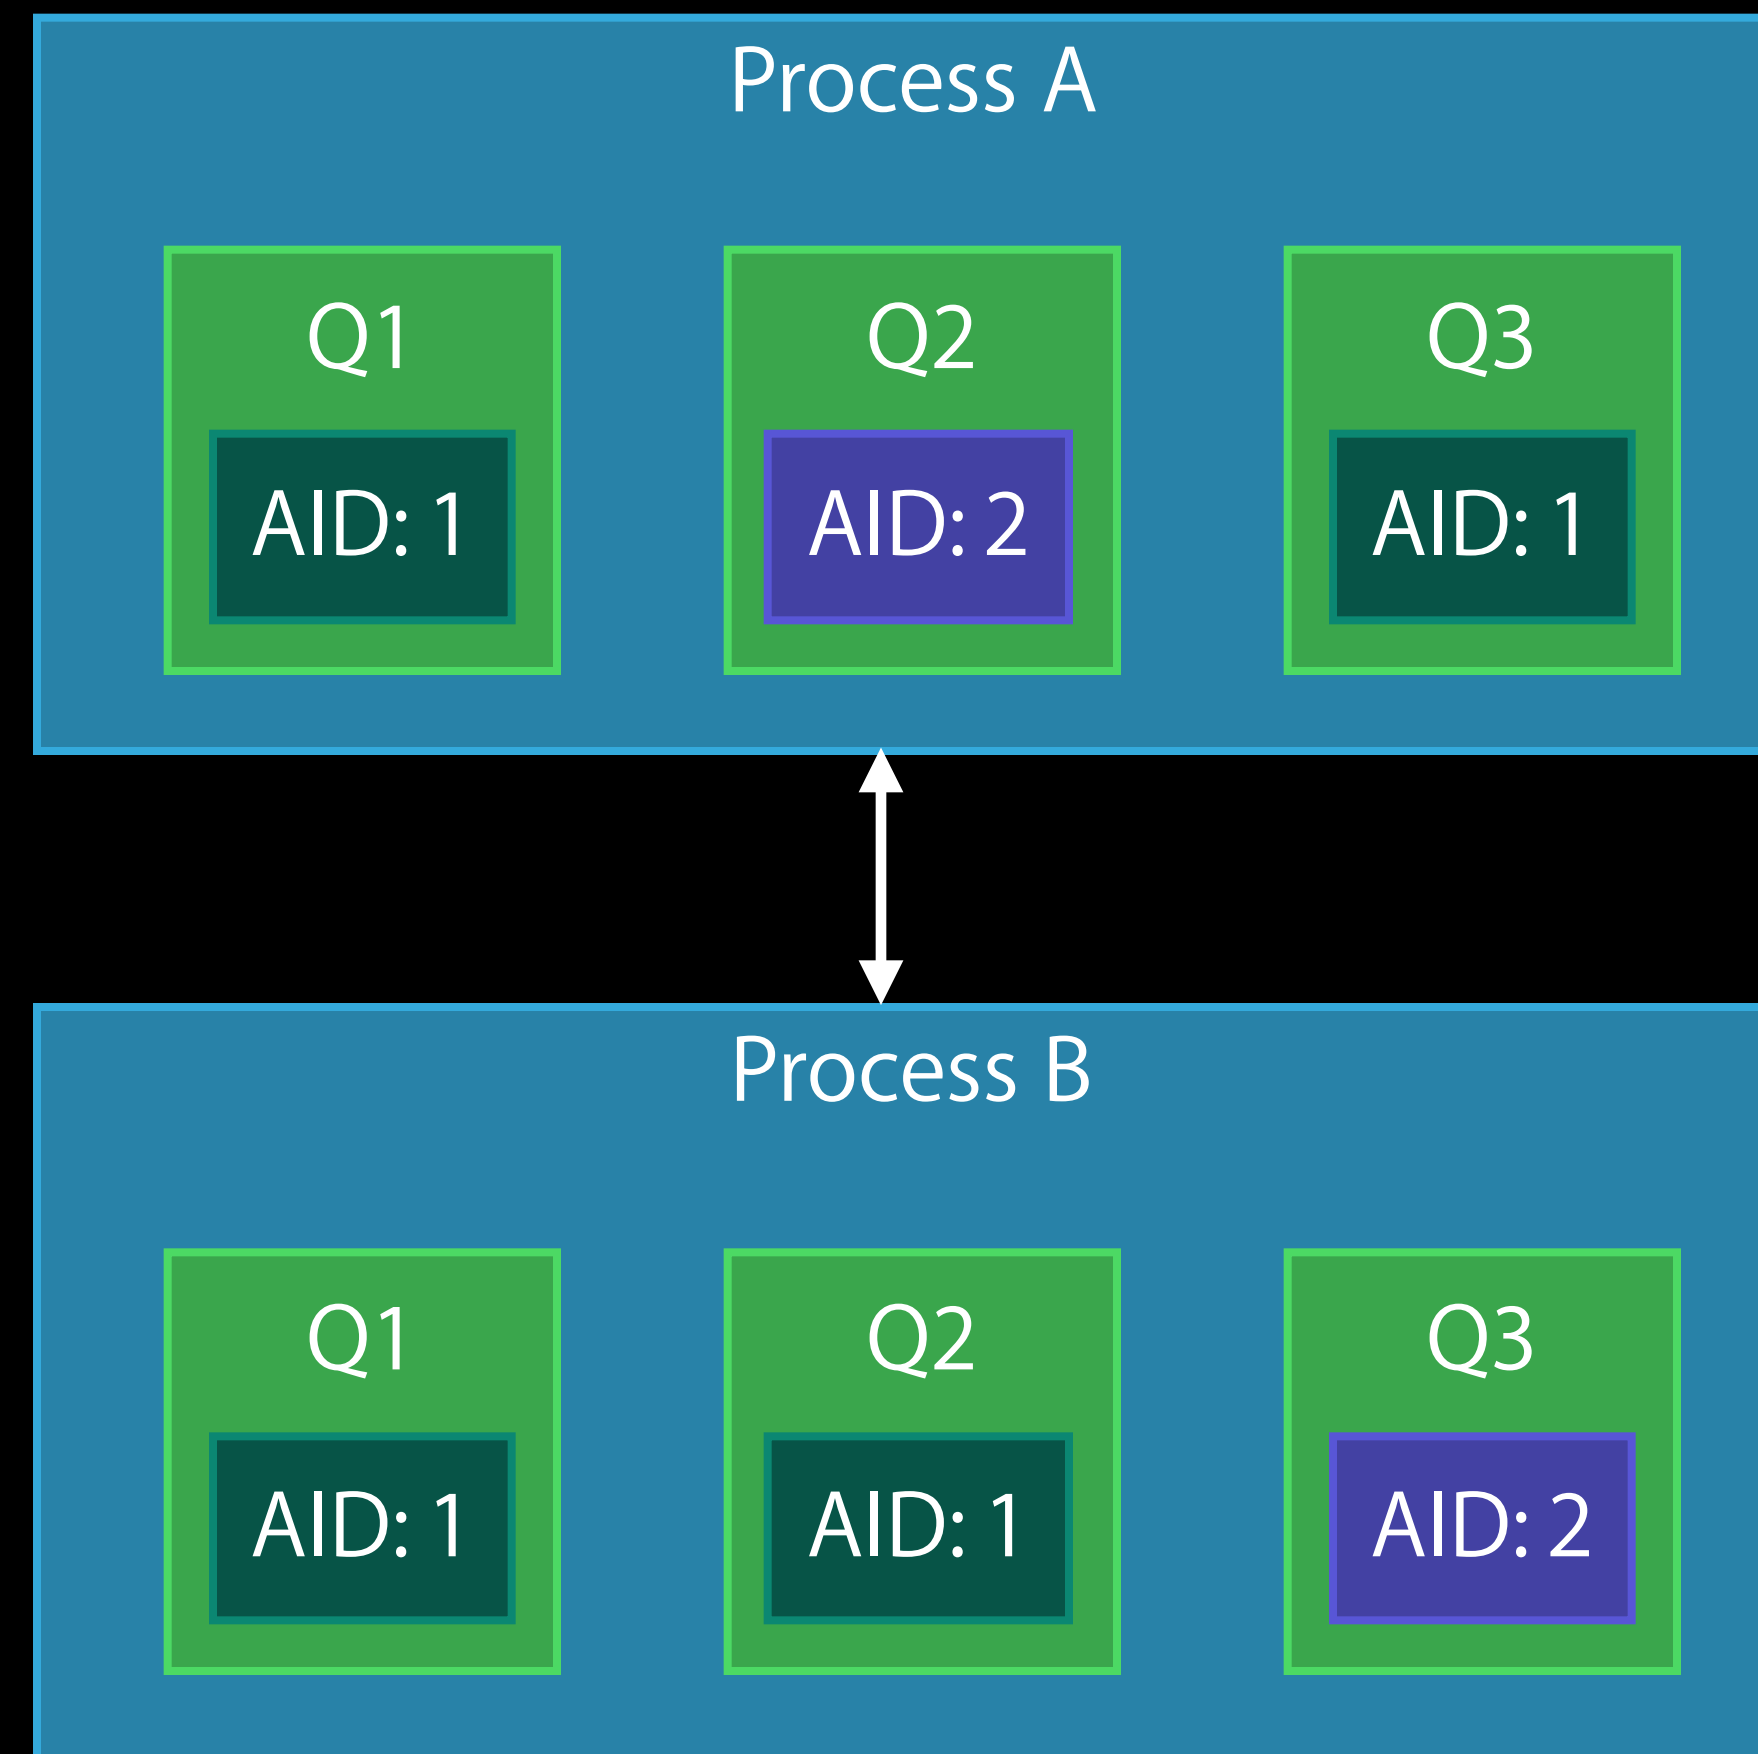 Process A
Q1 Q2 Q3
AID: 1 AID: 2 AID: 1
Process B
Q1 Q2 Q3
AID: 1 AID: 1 AID: 2